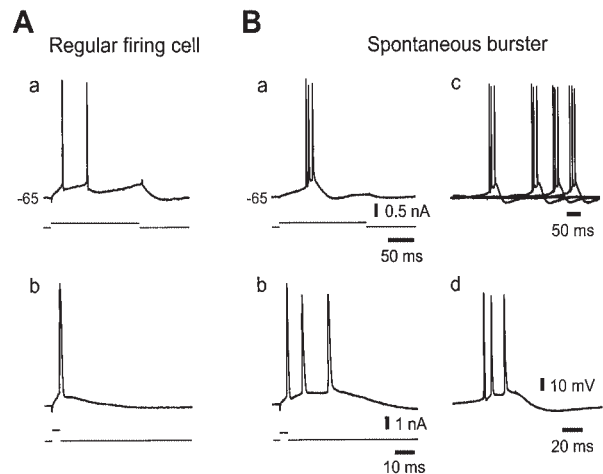 A B
Regular firing cell Spontaneous burster
a a c
-65 -65
0.5 nA
50 ms 50 ms
b b d
10 mV
1 nA
10 ms 20 ms